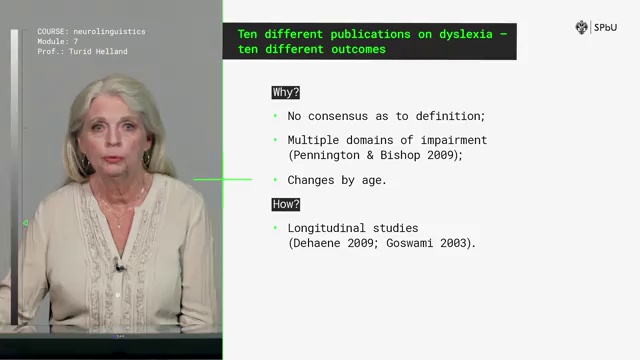 COURSE: neurolinguistics
Module: 7
Prof.: Turid Helland
Ten different publications on dyslexia –
ten different outcomes
SPbU
Why?
• No consensus as to definition;
• Multiple domains of impairment
(Pennington & Bishop 2009);
• Changes by age.
How?
• Longitudinal studies
(Dehaene 2009; Goswami 2003).